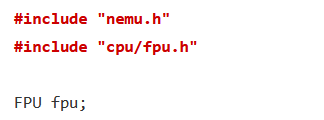 #include "nemu.h"
#include "cpu/fpu.h"
FPU fpu;